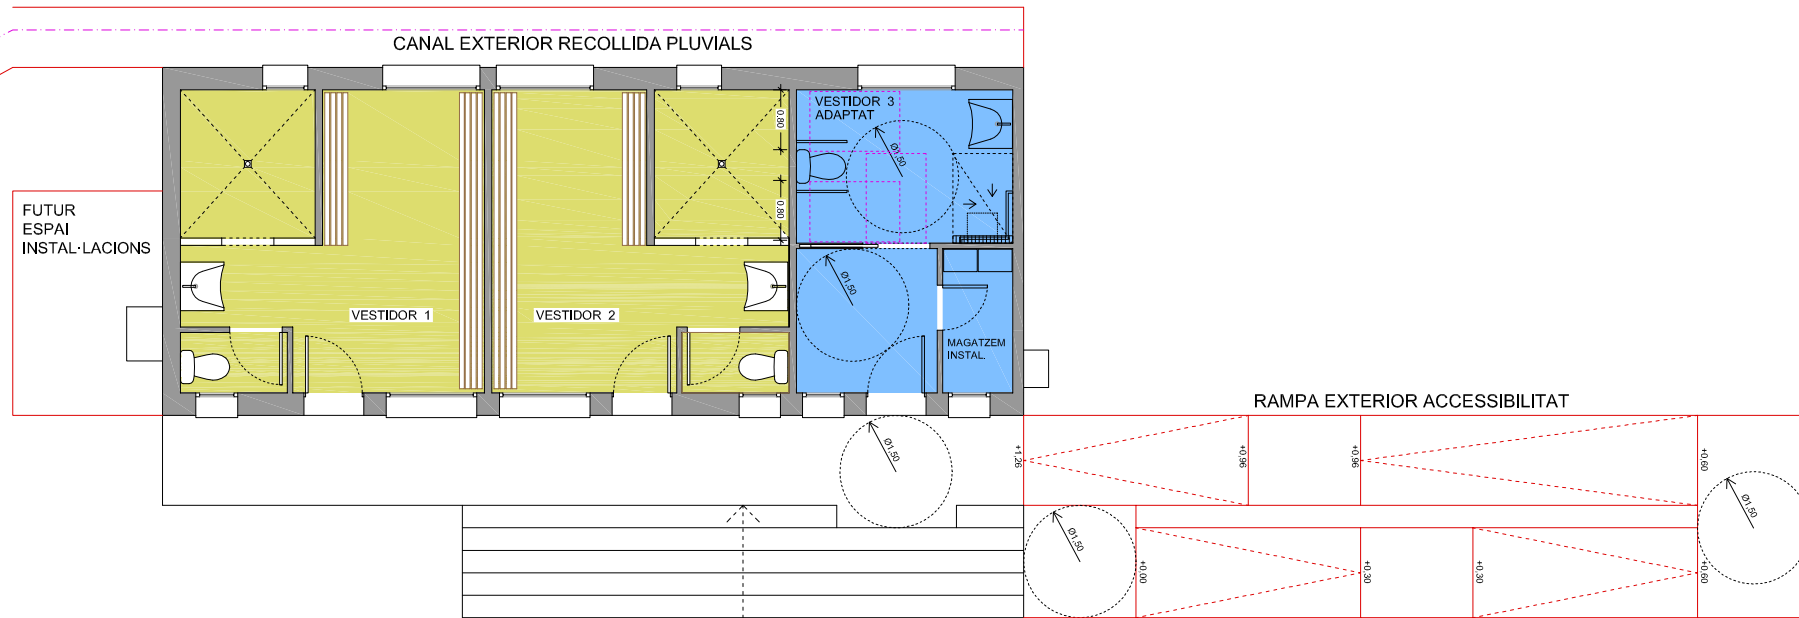 CANAL EXTERIOR RECOLLIDA PLUVIALS
VESTIDOR 3
ADAPTAT
0,80
Ø1,50
0,80
FUTUR
ESPAI
INSTAL·LACIONS
Ø1,50
VESTIDOR 1
VESTIDOR 2
MAGATZEM
INSTAL.
RAMPA EXTERIOR ACCESSIBILITAT
Ø1,50
+1,26
+0,96
+0,96
+0,60
Ø1,50
Ø1,50
+0,00
+0,30
+0,30
+0,60